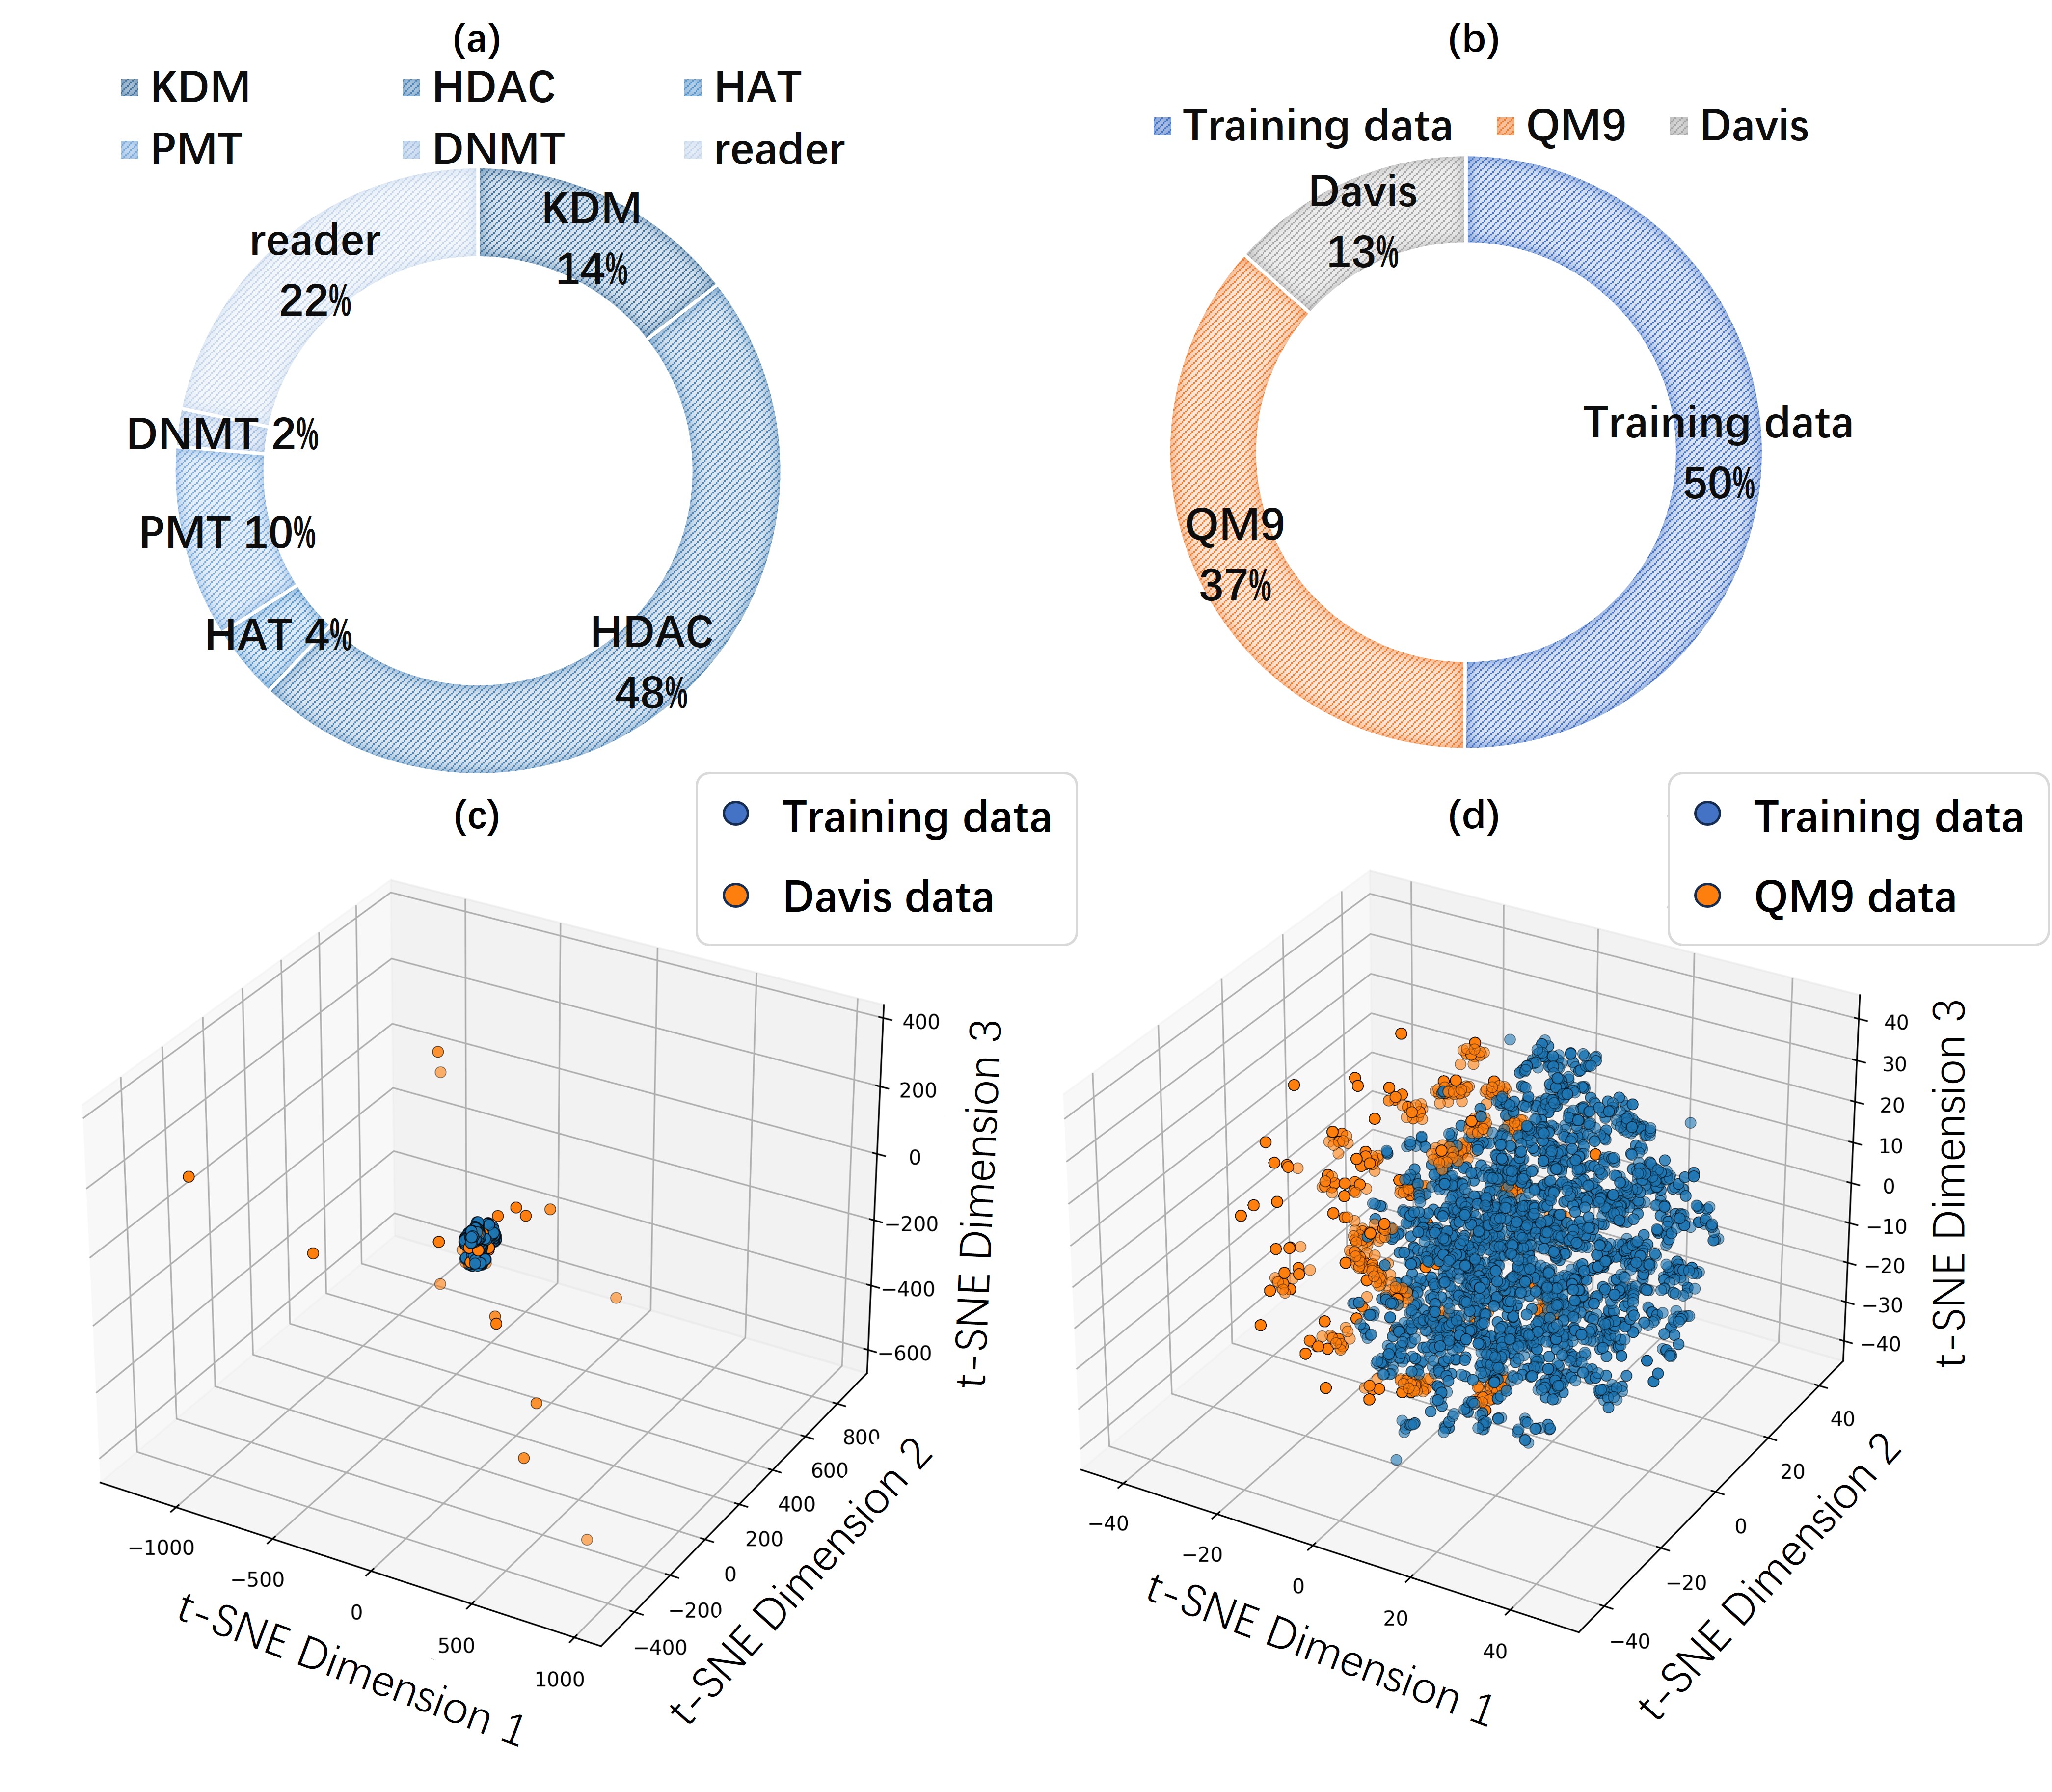 (a)
KDM HDAC HAT
PMT DNMT reader
KDM
14%
reader
22%
DNMT 2%
PMT 10%
HAT 4%
HDAC
48%
(b)
Training data QM9 Davis
Davis
13%
Training data
50%
QM9
37%
(c)
Training data
Davis data
400
200
0
−200
−400
−600
t-SNE Dimension 3
800
600
400
200
0
−200
−400
t-SNE Dimension 2
−1000
−500
0
500
1000
t-SNE Dimension 1
(d)
Training data
QM9 data
40
30
20
10
0
−10
−20
−30
−40
t-SNE Dimension 3
40
20
0
−20
−40
t-SNE Dimension 2
−40
−20
0
20
40
t-SNE Dimension 1